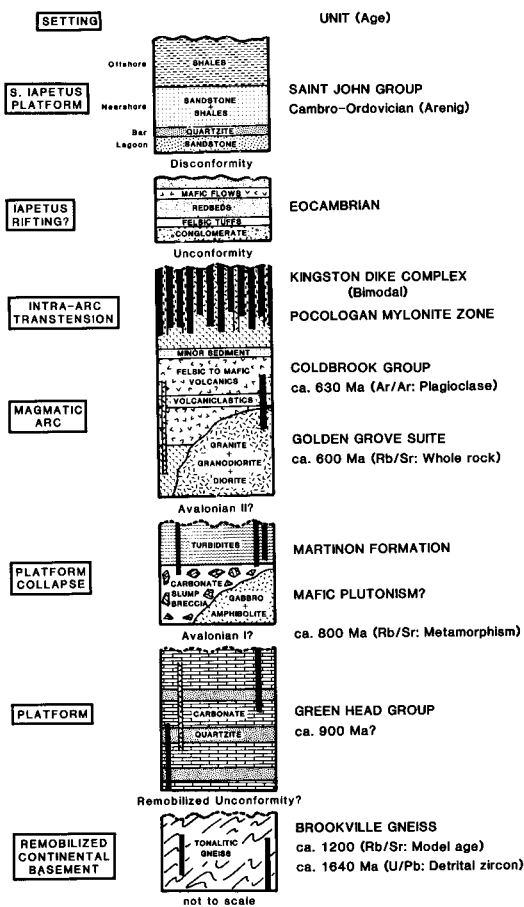 SETTING
UNIT (Age)
Offshore
SHALES
S. IAPETUS
PLATFORM
Nearshore
SANDSTONE
+
SHALES
SAINT JOHN GROUP
Cambro-Ordovician (Arenig)
Bar
QUARTZITE
Lagoon
SANDSTONE
Disconformity
IAPETUS
RIFTING?
MAFIC FLOWS
REDBEDS
FELSIC TUFFS
CONGLOMERATE
EOCAMBRIAN
Unconformity
INTRA-ARC
TRANSTENSION
KINGSTON DIKE COMPLEX
(Bimodal)
POCOLOGAN MYLONITE ZONE
MINOR SEDIMENT
FELSIC TO MAFIC
VOLCANICS
VOLCANICLASTICS
COLDBROOK GROUP
ca. 630 Ma (Ar/Ar: Plagioclase)
MAGMATIC
ARC
GRANITE
+
GRANODIORITE
+
DIORITE
GOLDEN GROVE SUITE
ca. 600 Ma (Rb/Sr: Whole rock)
Avalonian II?
TURBIDITES
MARTINON FORMATION
PLATFORM
COLLAPSE
CARBONATE
SLUMP
BRECCIA
GABBRO
+
AMPHIBOLITE
MAFIC PLUTONISM?
Avalonian I?
ca. 800 Ma (Rb/Sr: Metamorphism)
PLATFORM
CARBONATE
QUARTZITE
GREEN HEAD GROUP
ca. 900 Ma?
Remobilized Unconformity?
REMOBILIZED
CONTINENTAL
BASEMENT
TONALITIC
GNEISS
BROOKVILLE GNEISS
ca. 1200 (Rb/Sr: Model age)
ca. 1640 Ma (U/Pb: Detrital zircon)
not to scale